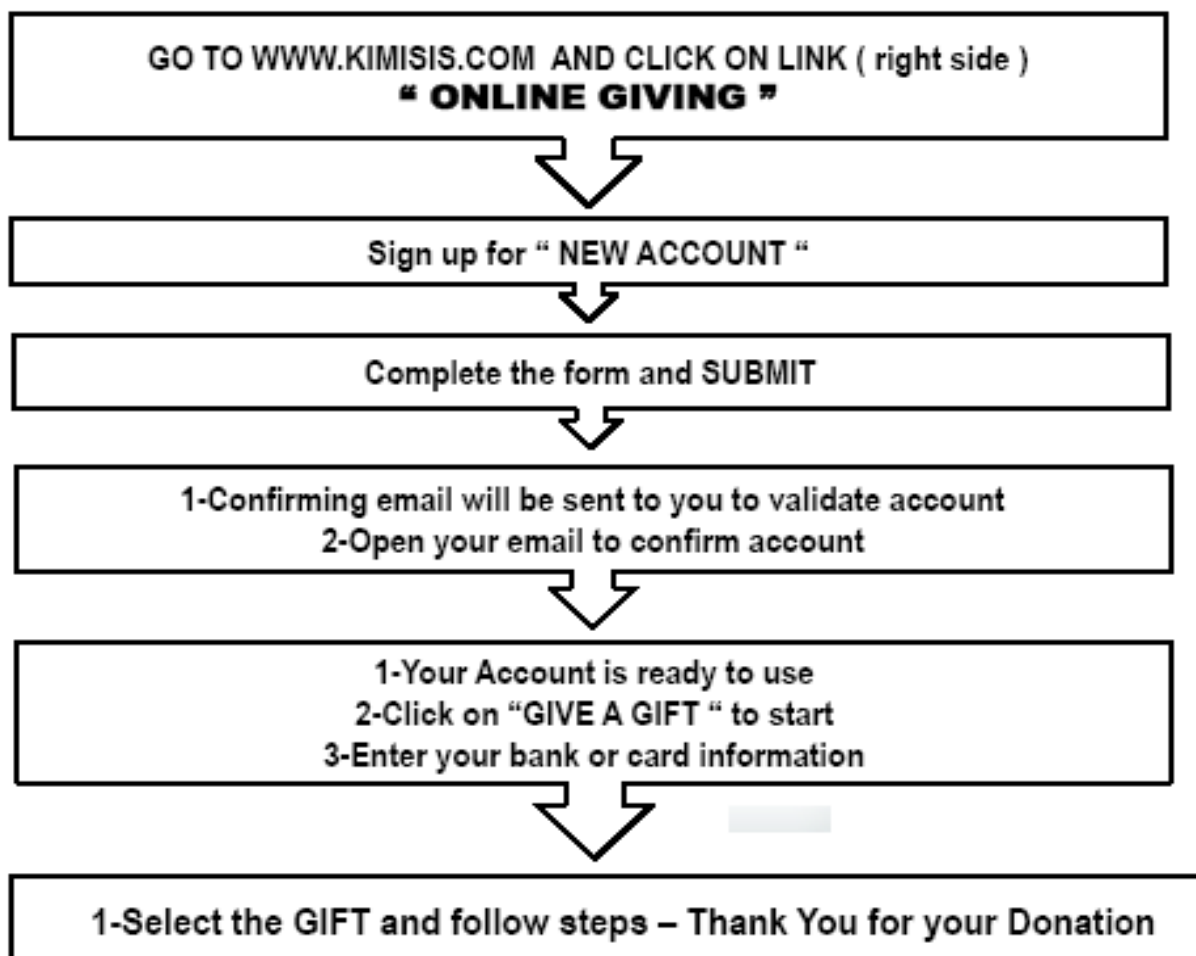 GO TO WWW.KIMISIS.COM AND CLICK ON LINK ( right side )
“ ONLINE GIVING ”
Sign up for “ NEW ACCOUNT “
Complete the form and SUBMIT
1-Confirming email will be sent to you to validate account
2-Open your email to confirm account
1-Your Account is ready to use
2-Click on “GIVE A GIFT “ to start
3-Enter your bank or card information
1-Select the GIFT and follow steps – Thank You for your Donation